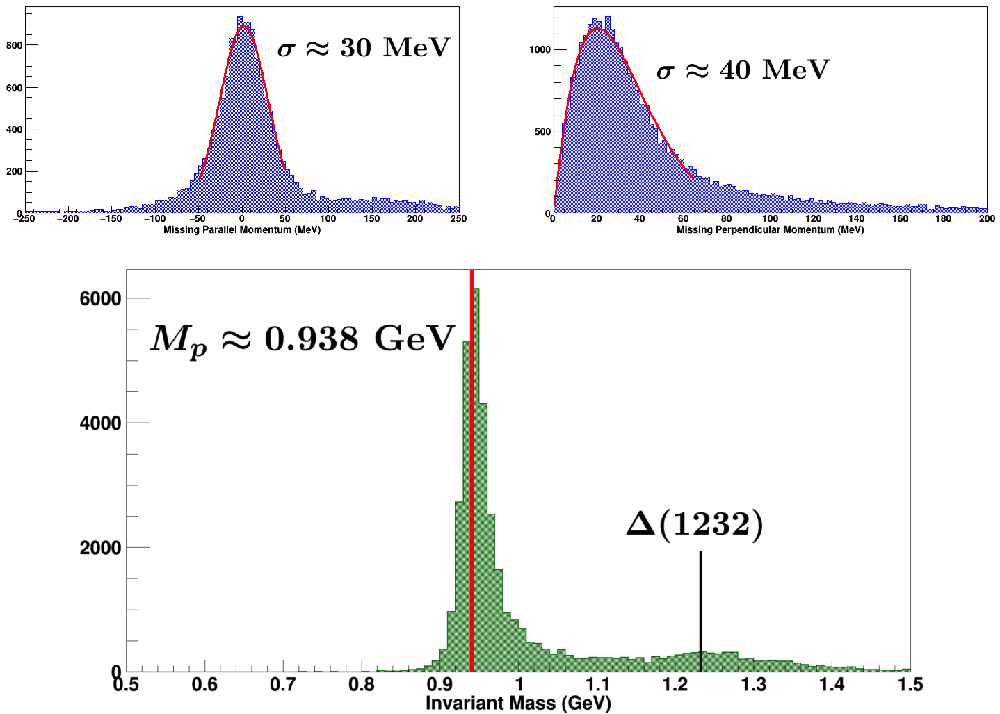 800
600
400
200
0
σ ≈ 30 MeV
−250 −200 −150 −100 −50 0 50 100 150 200 250
Missing Parallel Momentum (MeV)
1000
500
0
σ ≈ 40 MeV
0 20 40 60 80 100 120 140 160 180 200
Missing Perpendicular Momentum (MeV)
6000
4000
2000
0
M_p ≈ 0.938 GeV
Δ(1232)
0.5 0.6 0.7 0.8 0.9 1 1.1 1.2 1.3 1.4 1.5
Invariant Mass (GeV)